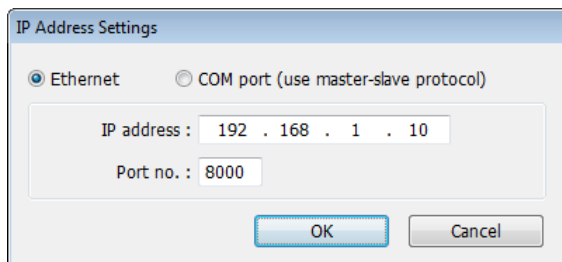 IP Address Settings
Ethernet COM port (use master-slave protocol)
IP address : 192 . 168 . 1 . 10
Port no. : 8000
OK Cancel